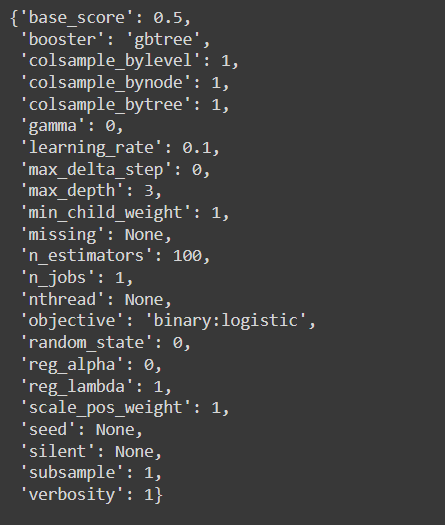 {'base_score': 0.5,
'booster': 'gbtree',
'colsample_bylevel': 1,
'colsample_bynode': 1,
'colsample_bytree': 1,
'gamma': 0,
'learning_rate': 0.1,
'max_delta_step': 0,
'max_depth': 3,
'min_child_weight': 1,
'missing': None,
'n_estimators': 100,
'n_jobs': 1,
'nthread': None,
'objective': 'binary:logistic',
'random_state': 0,
'reg_alpha': 0,
'reg_lambda': 1,
'scale_pos_weight': 1,
'seed': None,
'silent': None,
'subsample': 1,
'verbosity': 1}